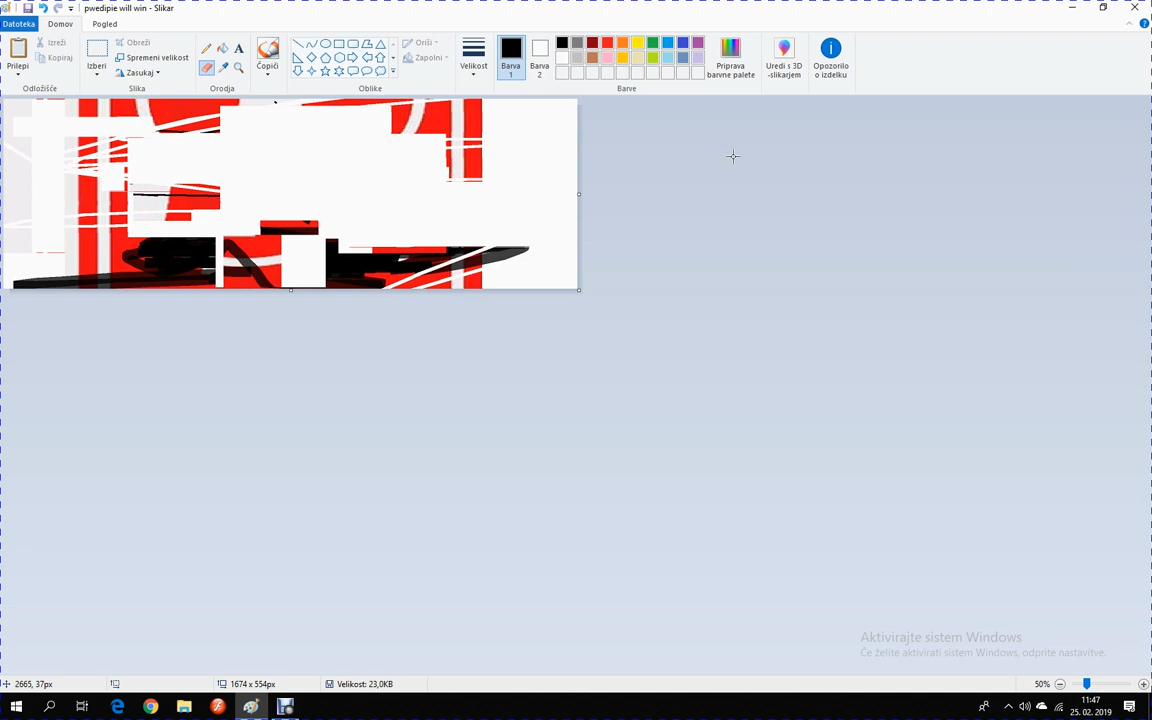 pwedipie will win - Slikar
Datoteka Domov Pogled
Prilepi
Izreži
Kopiraj
Odložišče
Izberi
Obreži
Spremeni velikost
Zasukaj
Slika
A
Orodja
Čopiči
Oblike
Oriši
Zapolni
Velikost
Barva 1
Barva 2
Barve
Priprava barvne palete
Uredi s 3D -slikarjem
Opozorilo o izdelku
Aktivirajte sistem Windows
Če želite aktivirati sistem Windows, odprite nastavitve.
2665, 37px
1674 x 554px
Velikost: 23,0KB
50%
11:47
25. 02. 2019